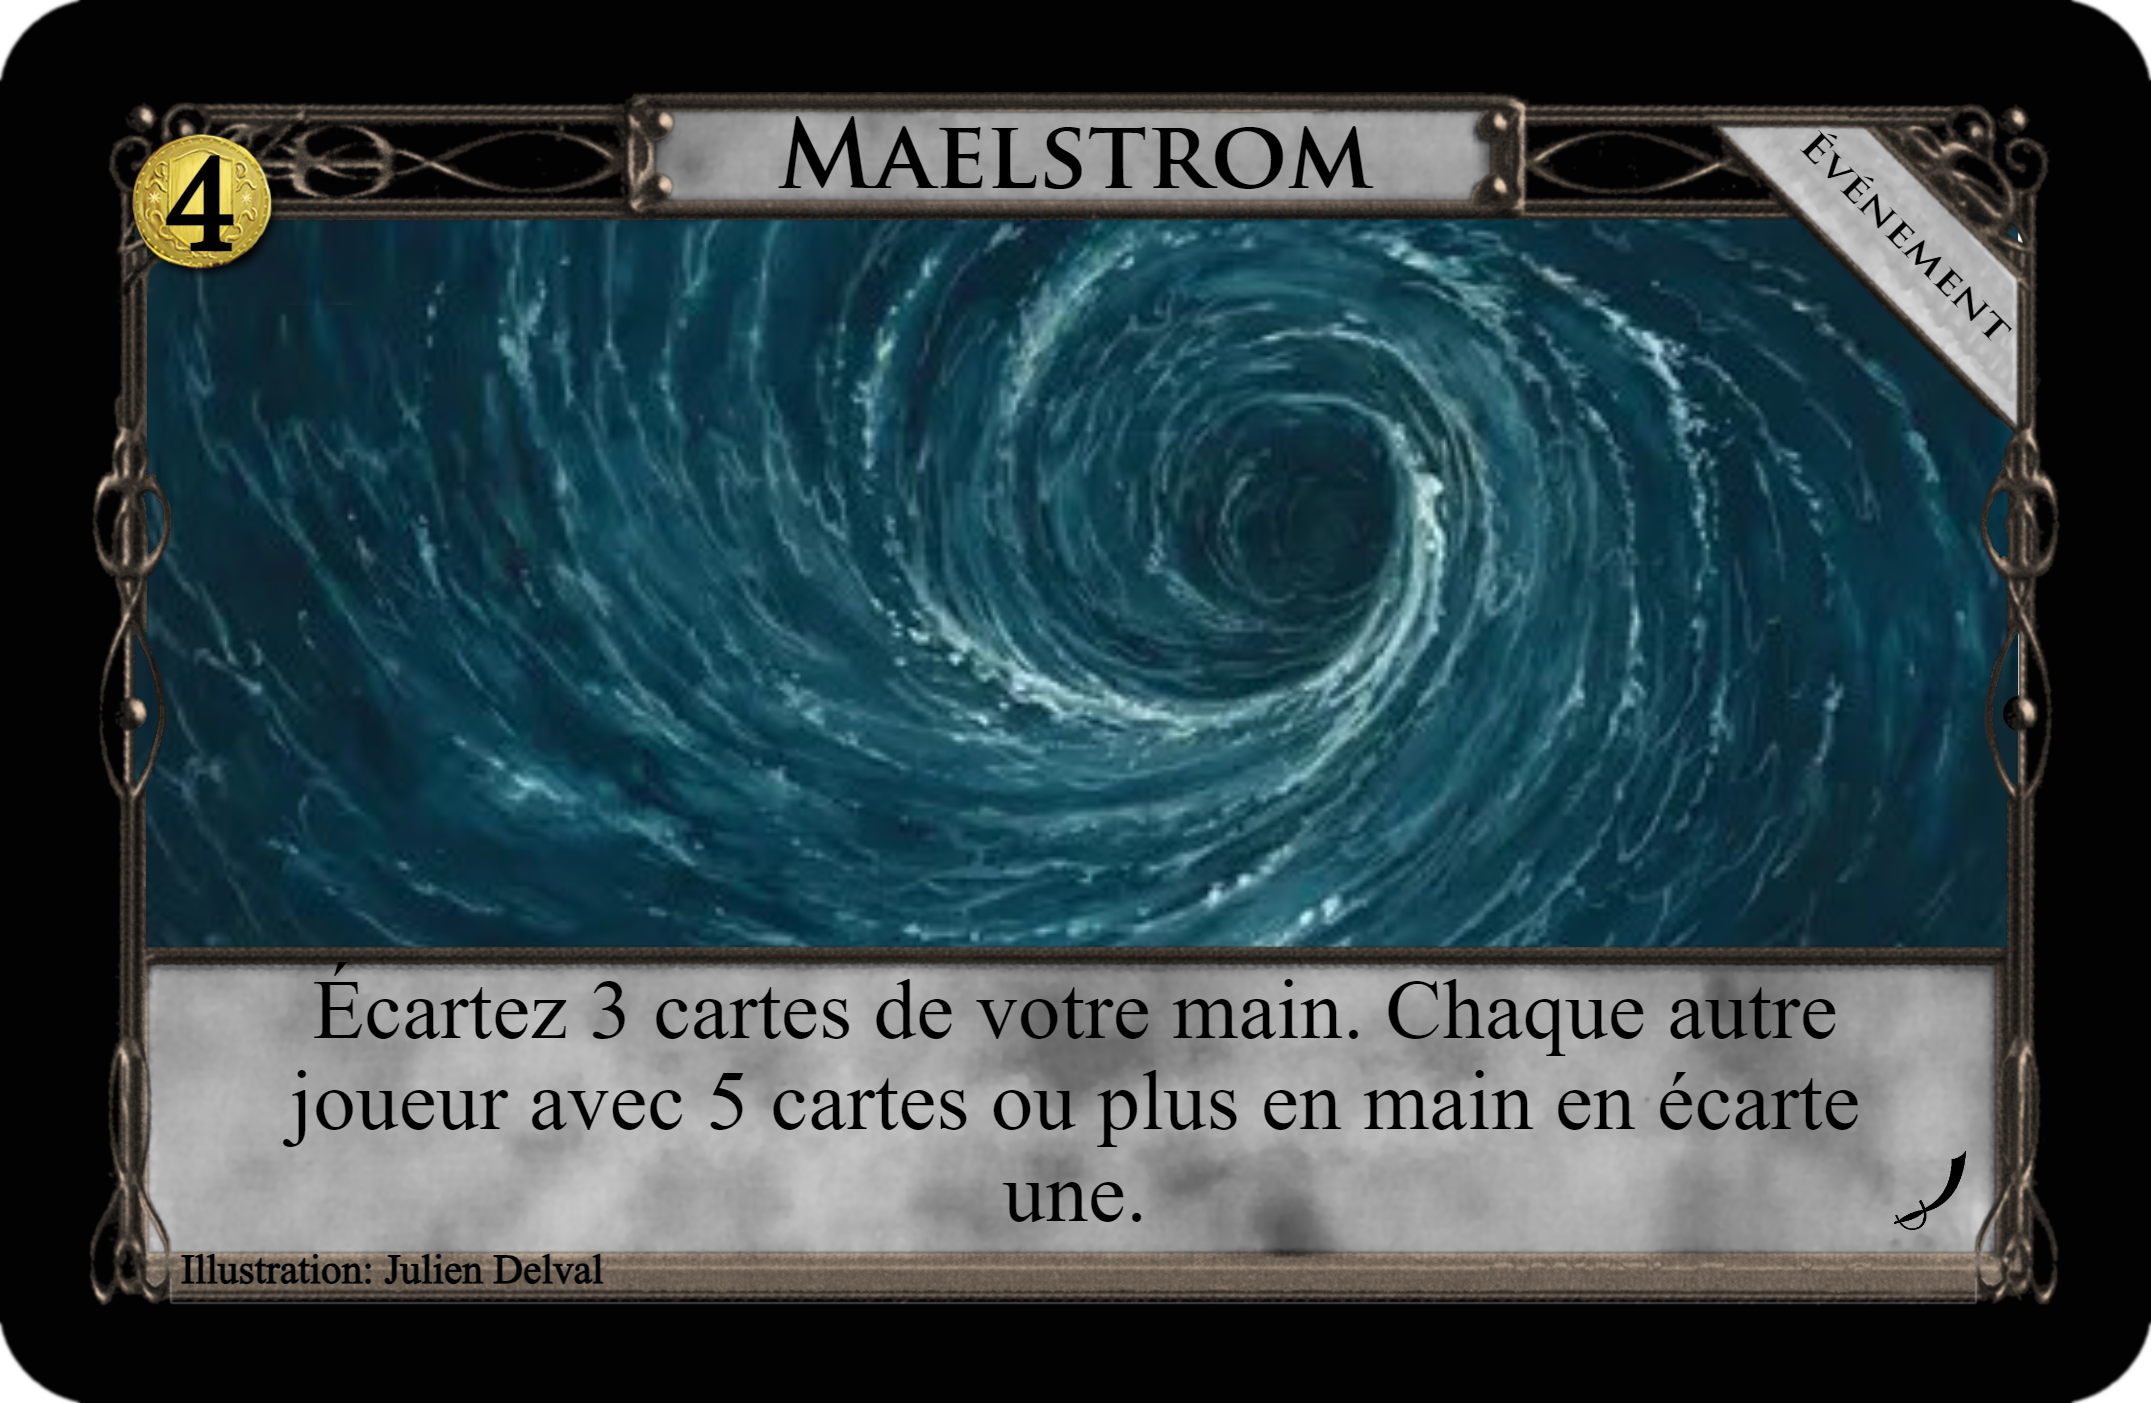 4
MAELSTROM
ÉVÉNEMENT
Écartez 3 cartes de votre main. Chaque autre
joueur avec 5 cartes ou plus en main en écarte
une.
Illustration: Julien Delval